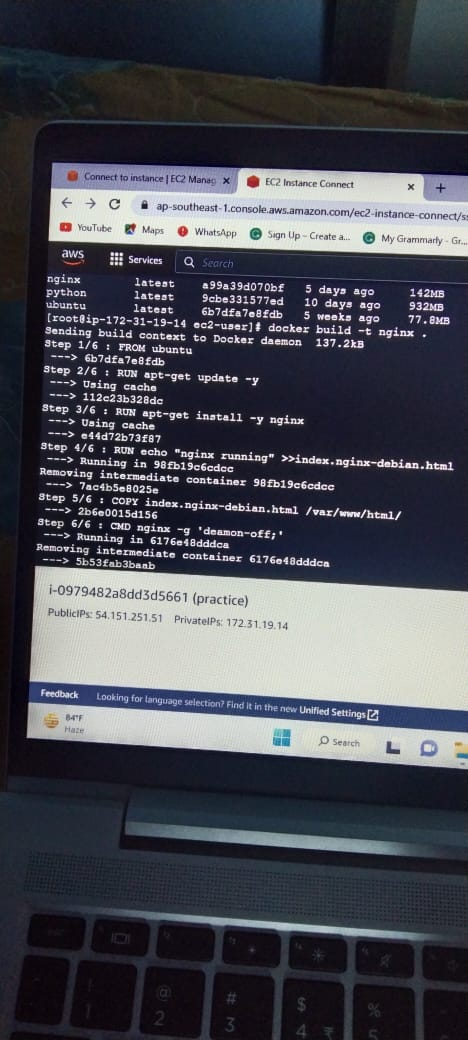 Connect to instance | EC2 Manag
EC2 Instance Connect
ap-southeast-1.console.aws.amazon.com/ec2-instance-connect/ss
YouTube Maps WhatsApp Sign Up – Create a... My Grammarly - Gr...
aws Services Search
nginx latest a99a39d070bf 5 days ago 142MB
python latest 9cbe331577ed 10 days ago 932MB
ubuntu latest 6b7dfa7e8fdb 5 weeks ago 77.8MB
[root@ip-172-31-19-14 ec2-user]# docker build -t nginx .
Sending build context to Docker daemon 137.2kB
Step 1/6 : FROM ubuntu
---> 6b7dfa7e8fdb
Step 2/6 : RUN apt-get update -y
---> Using cache
---> 112c23b328dc
Step 3/6 : RUN apt-get install -y nginx
---> Using cache
---> e44d72b73f87
Step 4/6 : RUN echo "nginx running" >>index.nginx-debian.html
---> Running in 98fb19c6cdcc
Removing intermediate container 98fb19c6cdcc
---> 7ac4b5e8025e
Step 5/6 : COPY index.nginx-debian.html /var/www/html/
---> 2b6e0015d156
Step 6/6 : CMD nginx -g 'deamon-off;'
---> Running in 6176e48dddca
Removing intermediate container 6176e48dddca
---> 5b53fab3baab
i-0979482a8dd3d5661 (practice)
PublicIPs: 54.151.251.51 PrivateIPs: 172.31.19.14
Feedback Looking for language selection? Find it in the new Unified Settings
84°F
Haze
Search
@ # $ %
2 3 4 ₹ 5